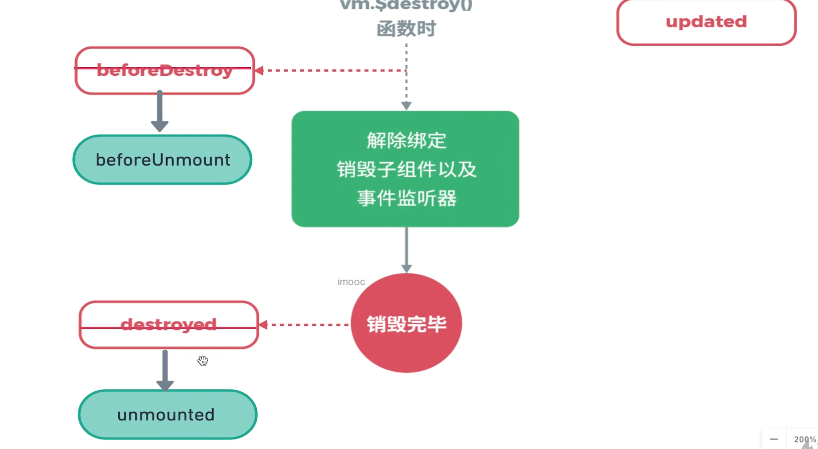 vm.$destroy()
函数时
updated
beforeDestroy
beforeUnmount
解除绑定
销毁子组件以及
事件监听器
imooc
销毁完毕
destroyed
unmounted
200%